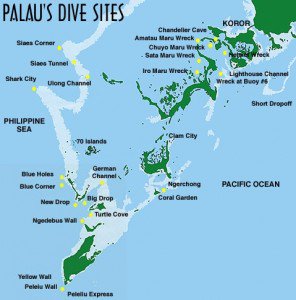 PALAU'S DIVE SITES
KOROR
Chandelier Cave
Amatsu Maru Wreck
Chuyo Maru Wreck
Sata Maru Wreck
Iro Maru Wreck
Siaes Corner
Siaes Tunnel
Shark City
Ulong Channel
Lighthouse Channel
Wreck at Buoy #6
Short Dropoff
PHILIPPINE
SEA
70 Islands
Clam City
Blue Holes
Blue Corner
German
Channel
New Drop
Big Drop
Turtle Cove
Ngedebus Wall
Ngerchong
Coral Garden
PACIFIC OCEAN
Yellow Wall
Peleliu Wall
Peleliu Express